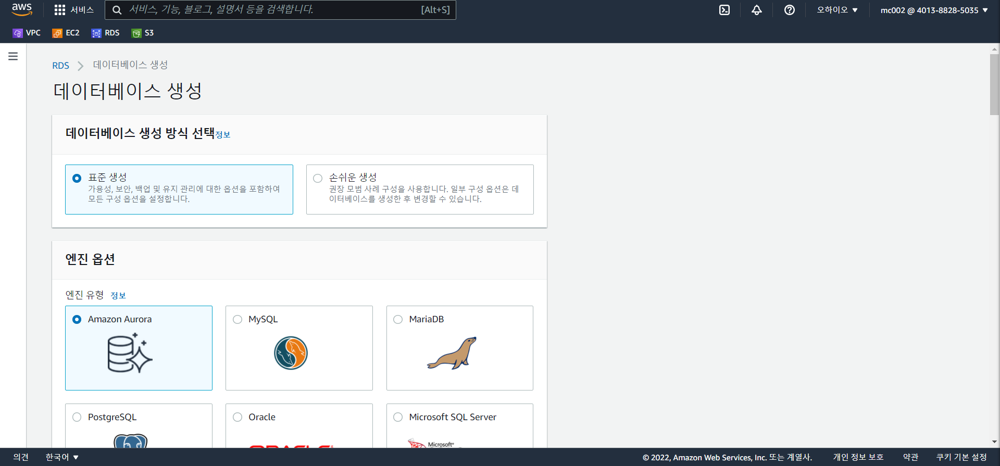 aws
서비스
서비스, 기능, 블로그, 설명서 등을 검색합니다.
[Alt+S]
오하이오 ▼
mc002 @ 4013-8828-5035 ▼
VPC
EC2
RDS
S3
RDS
데이터베이스 생성
데이터베이스 생성
데이터베이스 생성 방식 선택정보
표준 생성
가용성, 보안, 백업 및 유지 관리에 대한 옵션을 포함하여
모든 구성 옵션을 설정합니다.
손쉬운 생성
권장 모범 사례 구성을 사용합니다. 일부 구성 옵션은 데
이터베이스를 생성한 후 변경할 수 있습니다.
엔진 옵션
엔진 유형 정보
Amazon Aurora
MySQL
MariaDB
PostgreSQL
Oracle
Microsoft SQL Server
ORACLE
Microsoft®
의견
한국어 ▼
© 2022, Amazon Web Services, Inc. 또는 계열사.
개인 정보 보호
약관
쿠키 기본 설정